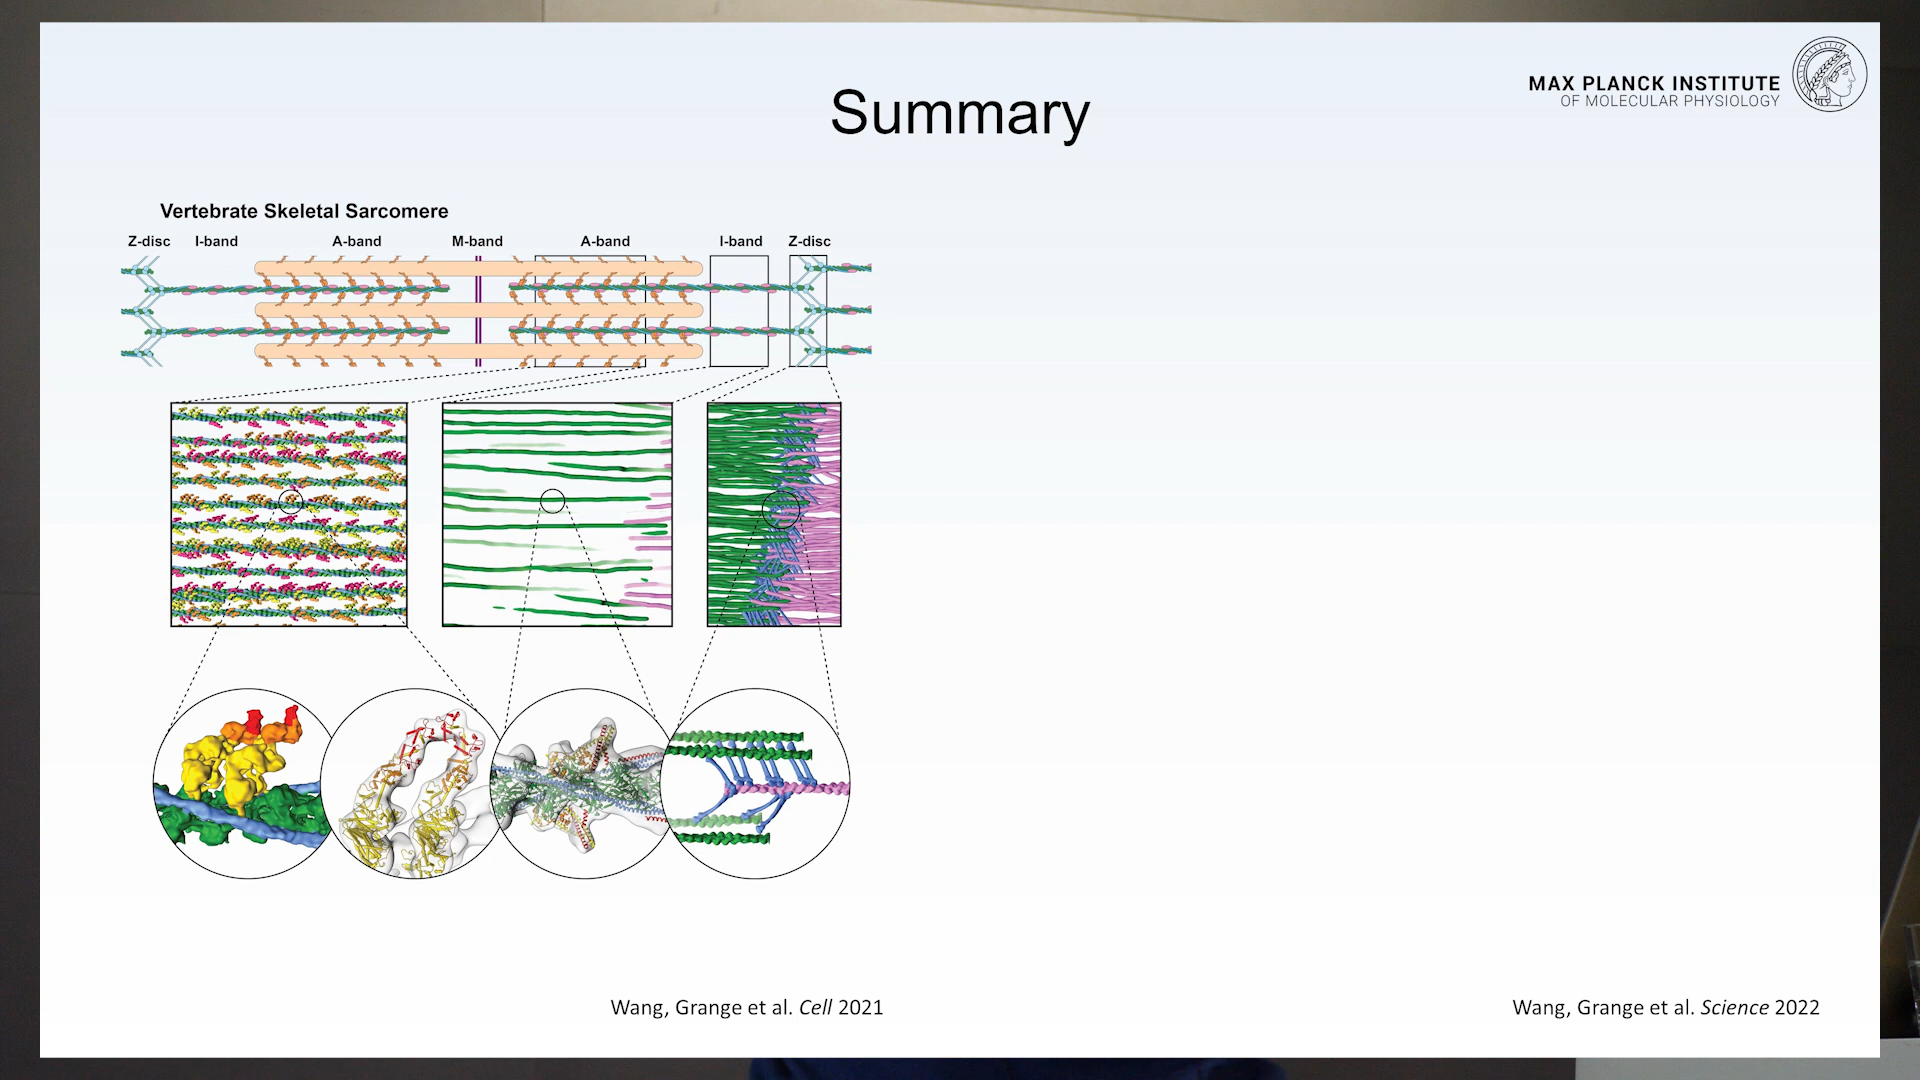 MAX PLANCK INSTITUTE
OF MOLECULAR PHYSIOLOGY
Summary
Vertebrate Skeletal Sarcomere
Z-disc I-band A-band M-band A-band I-band Z-disc
Wang, Grange et al. Cell 2021
Wang, Grange et al. Science 2022